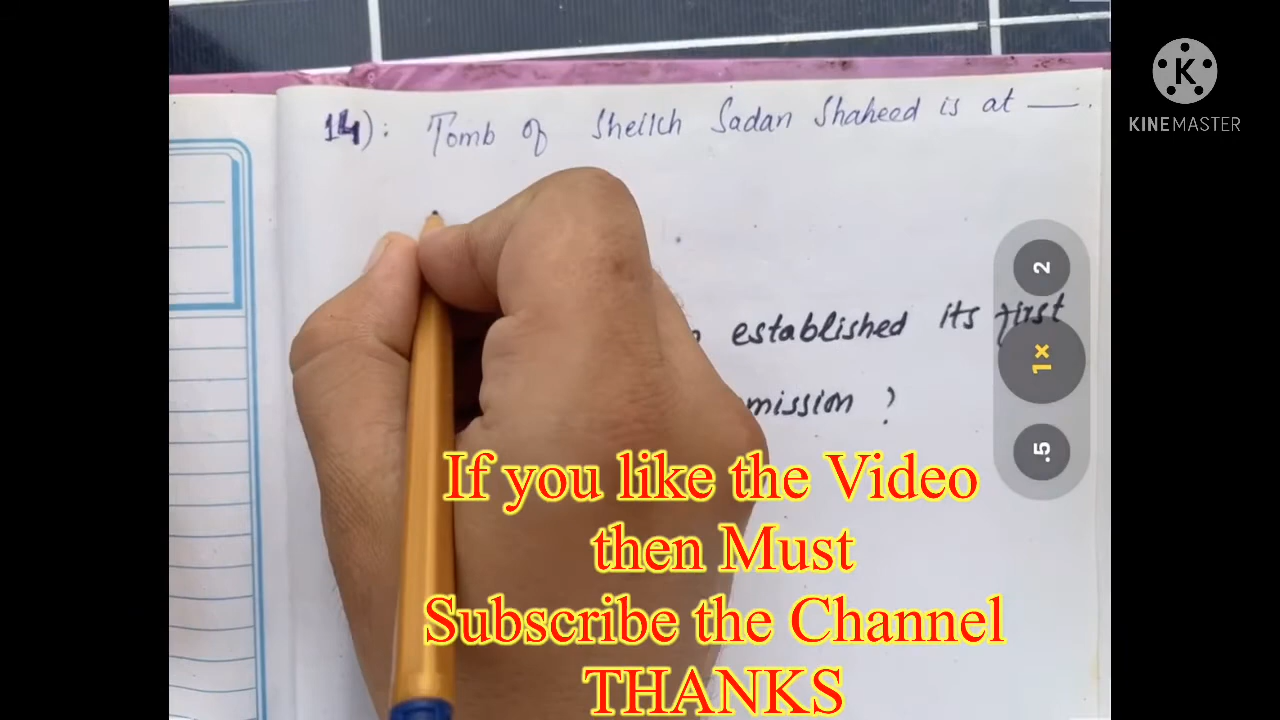 14): Tomb of Sheikh Sadan Shaheed is at —.
established its first
mission ?
If you like the Video
then Must
Subscribe the Channel
THANKS
KINEMASTER
2
1×
.5